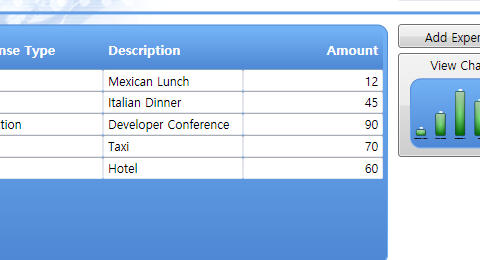 nse Type Description Amount
Add Exper
View Cha
Mexican Lunch 12
Italian Dinner 45
tion Developer Conference 90
Taxi 70
Hotel 60